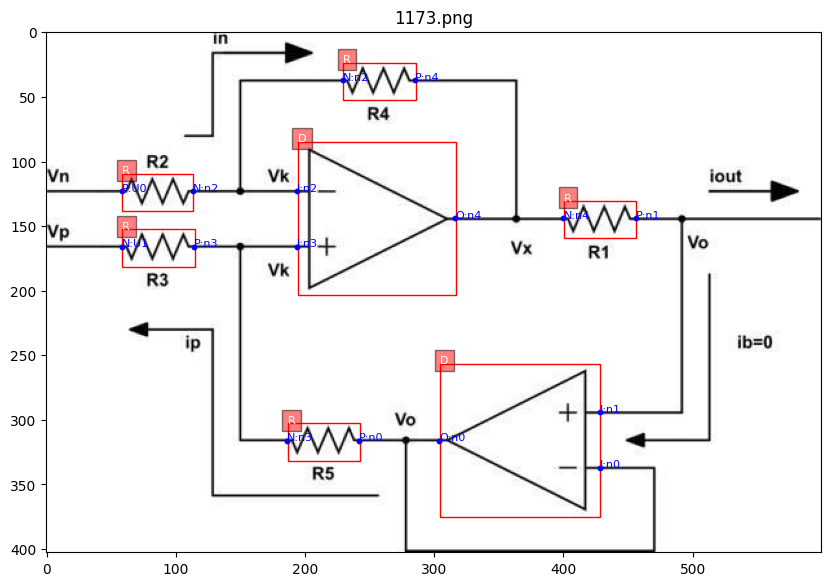 1173.png
in
R
N:n2
P:n4
R4
D
R
R2
Vn
P:U0
N:n2
Vk
I:n2
−
iout
R
Vp
N:U1
P:n3
I:n3
+
O:n4
R
N:n4
P:n1
Vo
Vx
R1
R3
Vk
ip
ib=0
D
R
N:n3
P:n0
R5
Vo
O:n0
+
I:n1
−
I:n0
0
50
100
150
200
250
300
350
400
0
100
200
300
400
500